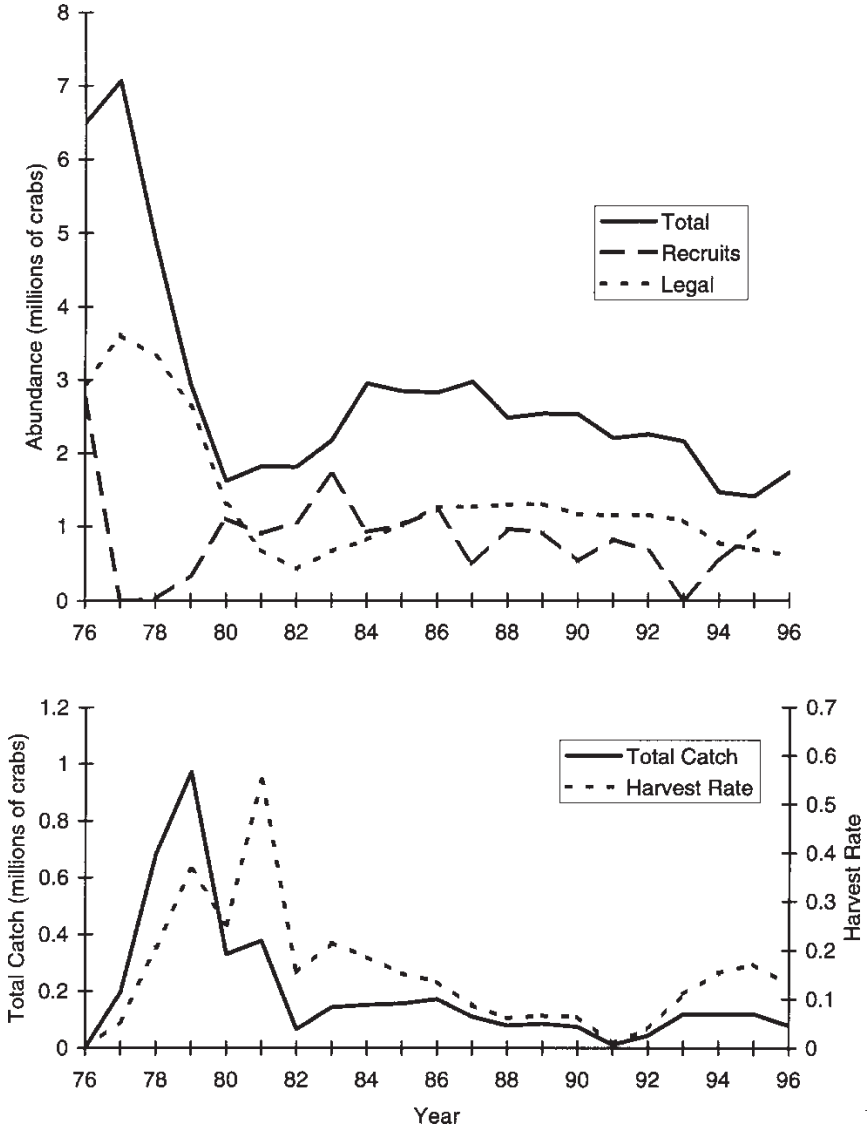 8
7
6
5
4
3
2
1
0
Abundance (millions of crabs)
Total
Recruits
Legal
76 78 80 82 84 86 88 90 92 94 96
1.2
1
0.8
0.6
0.4
0.2
0
Total Catch (millions of crabs)
Total Catch
Harvest Rate
0.7
0.6
0.5
0.4
0.3
0.2
0.1
0
Harvest Rate
76 78 80 82 84 86 88 90 92 94 96
Year